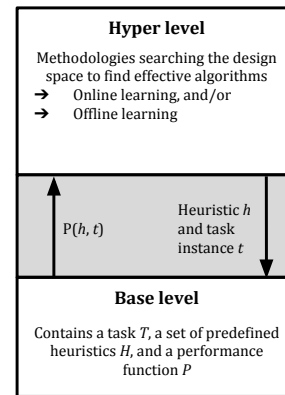 Hyper level
Methodologies searching the design
space to find effective algorithms
➔ Online learning, and/or
➔ Offline learning
P(h, t)
Heuristic h
and task
instance t
Base level
Contains a task T, a set of predefined
heuristics H, and a performance
function P